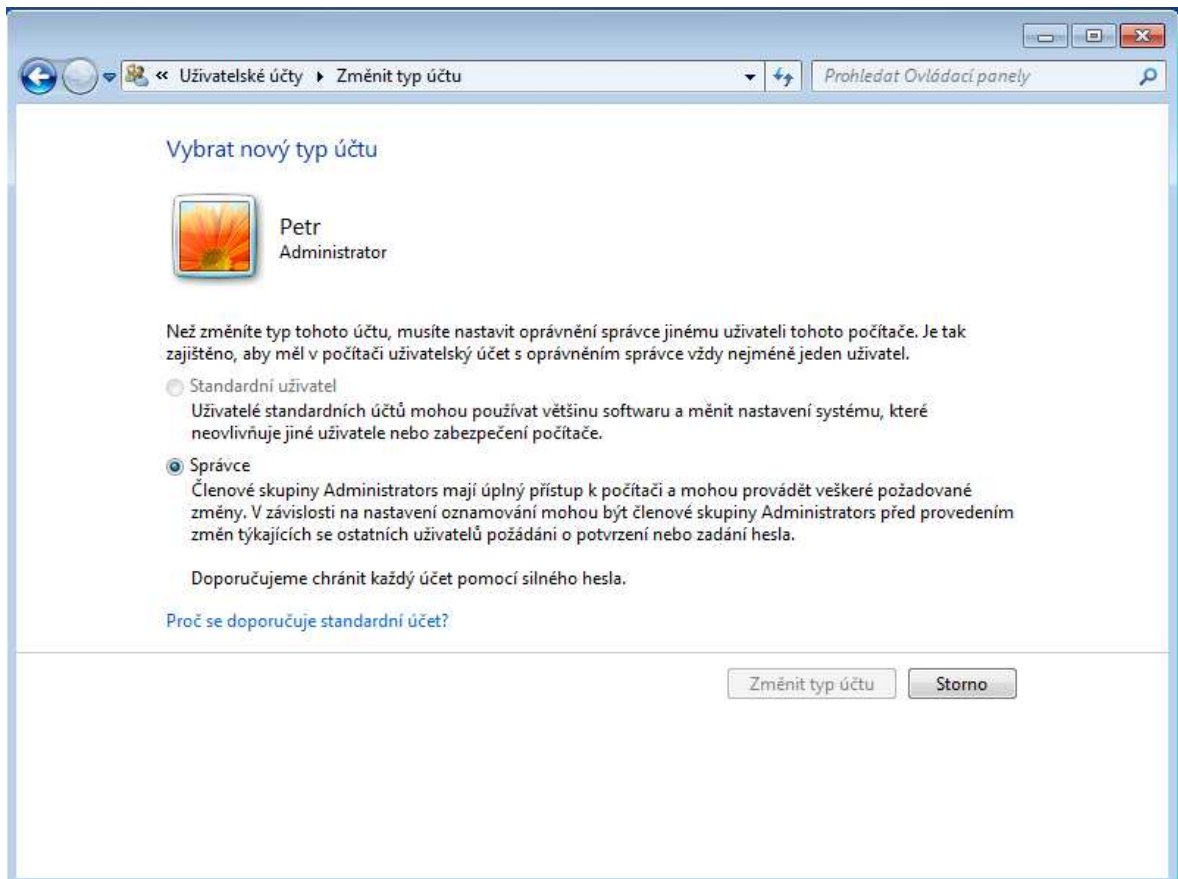 « Uživatelské účty ▸ Změnit typ účtu
Prohledat Ovládací panely
Vybrat nový typ účtu
Petr
Administrator
Než změníte typ tohoto účtu, musíte nastavit oprávnění správce jinému uživateli tohoto počítače. Je tak
zajištěno, aby měl v počítači uživatelský účet s oprávněním správce vždy nejméně jeden uživatel.
Standardní uživatel
Uživatelé standardních účtů mohou používat většinu softwaru a měnit nastavení systému, které
neovlivňuje jiné uživatele nebo zabezpečení počítače.
Správce
Členové skupiny Administrators mají úplný přístup k počítači a mohou provádět veškeré požadované
změny. V závislosti na nastavení oznamování mohou být členové skupiny Administrators před provedením
změn týkajících se ostatních uživatelů požádáni o potvrzení nebo zadání hesla.
Doporučujeme chránit každý účet pomocí silného hesla.
Proč se doporučuje standardní účet?
Změnit typ účtu
Storno